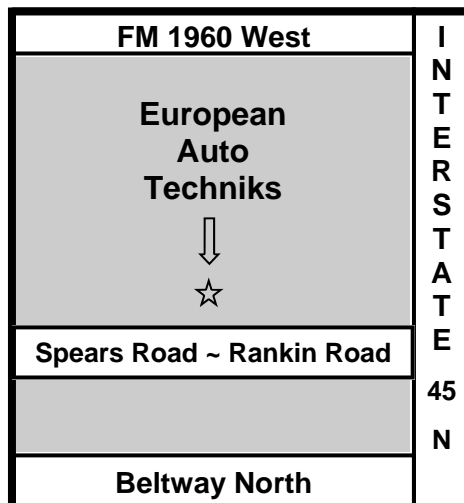 FM 1960 West
European
Auto
Techniks
Spears Road ~ Rankin Road
Beltway North
I
N
T
E
R
S
T
A
T
E
45
N